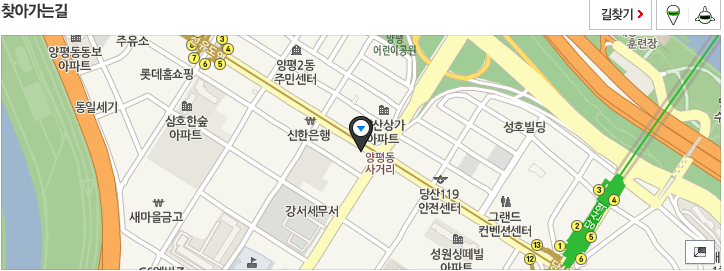 찾아가는길
길찾기
양평동동보
아파트
주유소
3
4
5
6
7
양평2동
주민센터
양평
어린이공원
훈련장
롯데홈쇼핑
동일세기
삼호한숲
아파트
신한은행
산상가
아파트
성호빌딩
양평동
사거리
당산119
안전센터
새마을금고
강서세무서
그랜드
컨벤션센터
성원싱떼빌
아파트
당산역
3
4
1
2
5
6
12
13